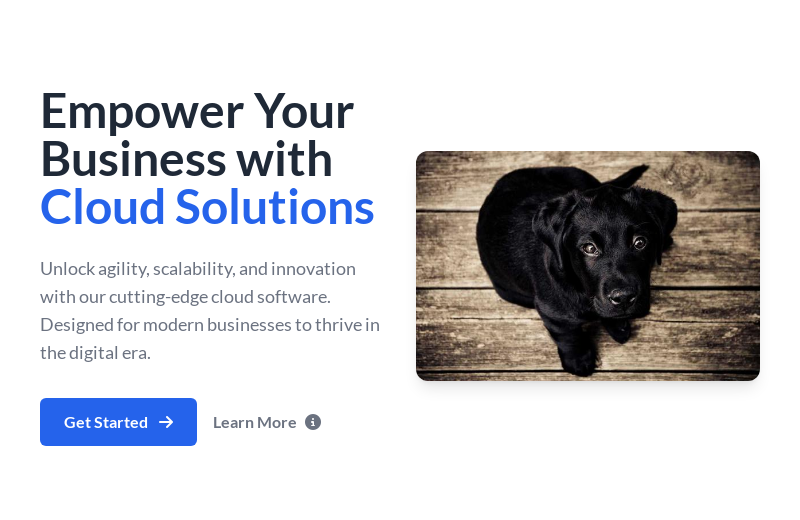 Empower Your
Business with
Cloud Solutions
Unlock agility, scalability, and innovation
with our cutting-edge cloud software.
Designed for modern businesses to thrive in
the digital era.
Get Started
Learn More